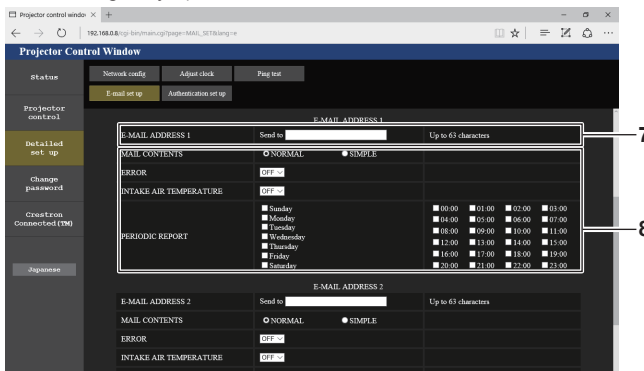 Projector control windov × +
192.168.0.8/cgi-bin/main.cgi?page=MAIL_SET&lang=e
Projector Control Window
Status
Projector
control
Detailed
set up
Change
password
Crestron
Connected(TM)
Japanese
Network config Adjust clock Ping test
E-mail set up Authentication set up
E-MAIL ADDRESS 1
E-MAIL ADDRESS 1 Send to Up to 63 characters
MAIL CONTENTS NORMAL SIMPLE
ERROR OFF
INTAKE AIR TEMPERATURE OFF
PERIODIC REPORT
Sunday
Monday
Tuesday
Wednesday
Thursday
Friday
Saturday
00:00 01:00 02:00 03:00
04:00 05:00 06:00 07:00
08:00 09:00 10:00 11:00
12:00 13:00 14:00 15:00
16:00 17:00 18:00 19:00
20:00 21:00 22:00 23:00
7
8
E-MAIL ADDRESS 2
E-MAIL ADDRESS 2 Send to Up to 63 characters
MAIL CONTENTS NORMAL SIMPLE
ERROR OFF
INTAKE AIR TEMPERATURE OFF